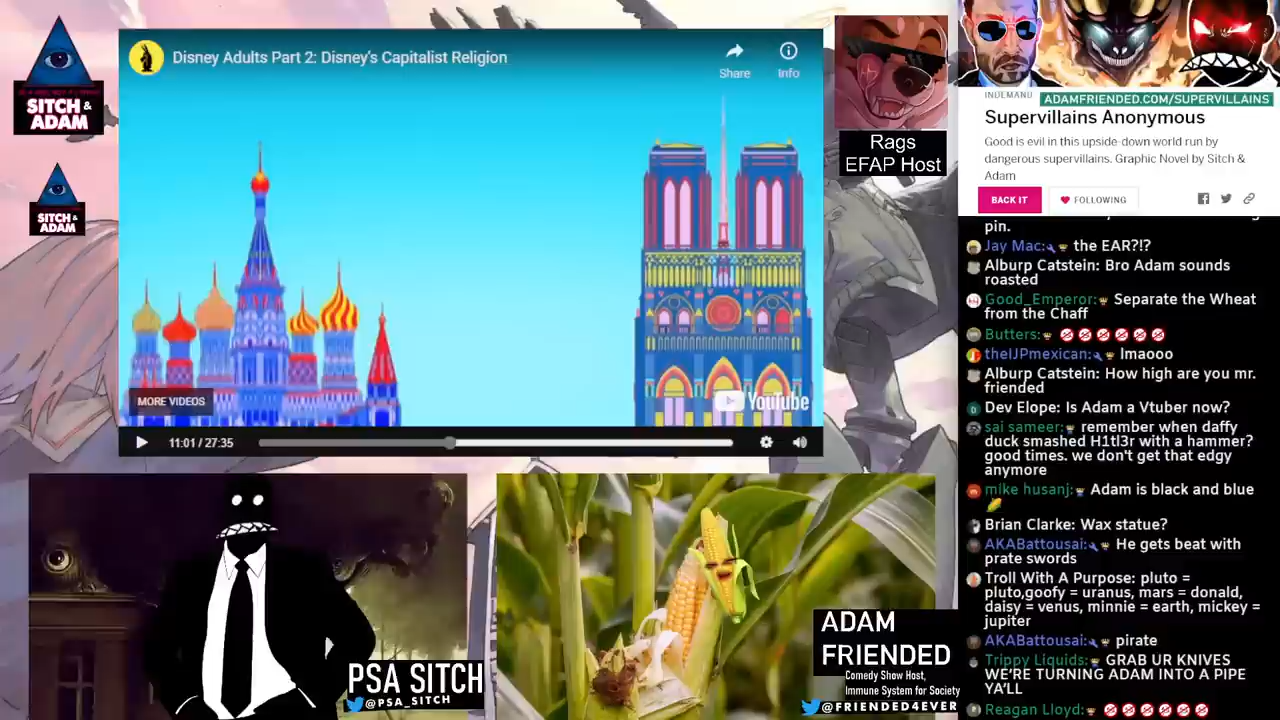 SITCH &
ADAM
SITCH &
ADAM
Disney Adults Part 2: Disney's Capitalist Religion
Share
Info
MORE VIDEOS
YouTube
11:01 / 27:35
Rags
EFAP Host
PSA SITCH
@PSA_SITCH
ADAM
FRIENDED
Comedy Show Host,
Immune System for Society
@FRIENDED4EVER
INDEMAND
ADAMFRIENDED.COM/SUPERVILLAINS
Supervillains Anonymous
Good is evil in this upside-down world run by
dangerous supervillains. Graphic Novel by Sitch &
Adam
BACK IT
FOLLOWING
pin.
Jay Mac: the EAR?!?
Alburp Catstein: Bro Adam sounds
roasted
Good_Emperor: Separate the Wheat
from the Chaff
Butters:
theIJPmexican: lmaooo
Alburp Catstein: How high are you mr.
friended
Dev Elope: Is Adam a Vtuber now?
sai sameer: remember when daffy
duck smashed H1tl3r with a hammer?
good times. we don't get that edgy
anymore
mike husanj: Adam is black and blue
Brian Clarke: Wax statue?
AKABattousai: He gets beat with
prate swords
Troll With A Purpose: pluto =
pluto,goofy = uranus, mars = donald,
daisy = venus, minnie = earth, mickey =
jupiter
AKABattousai: pirate
Trippy Liquids: GRAB UR KNIVES
WE'RE TURNING ADAM INTO A PIPE
YA'LL
Reagan Lloyd: